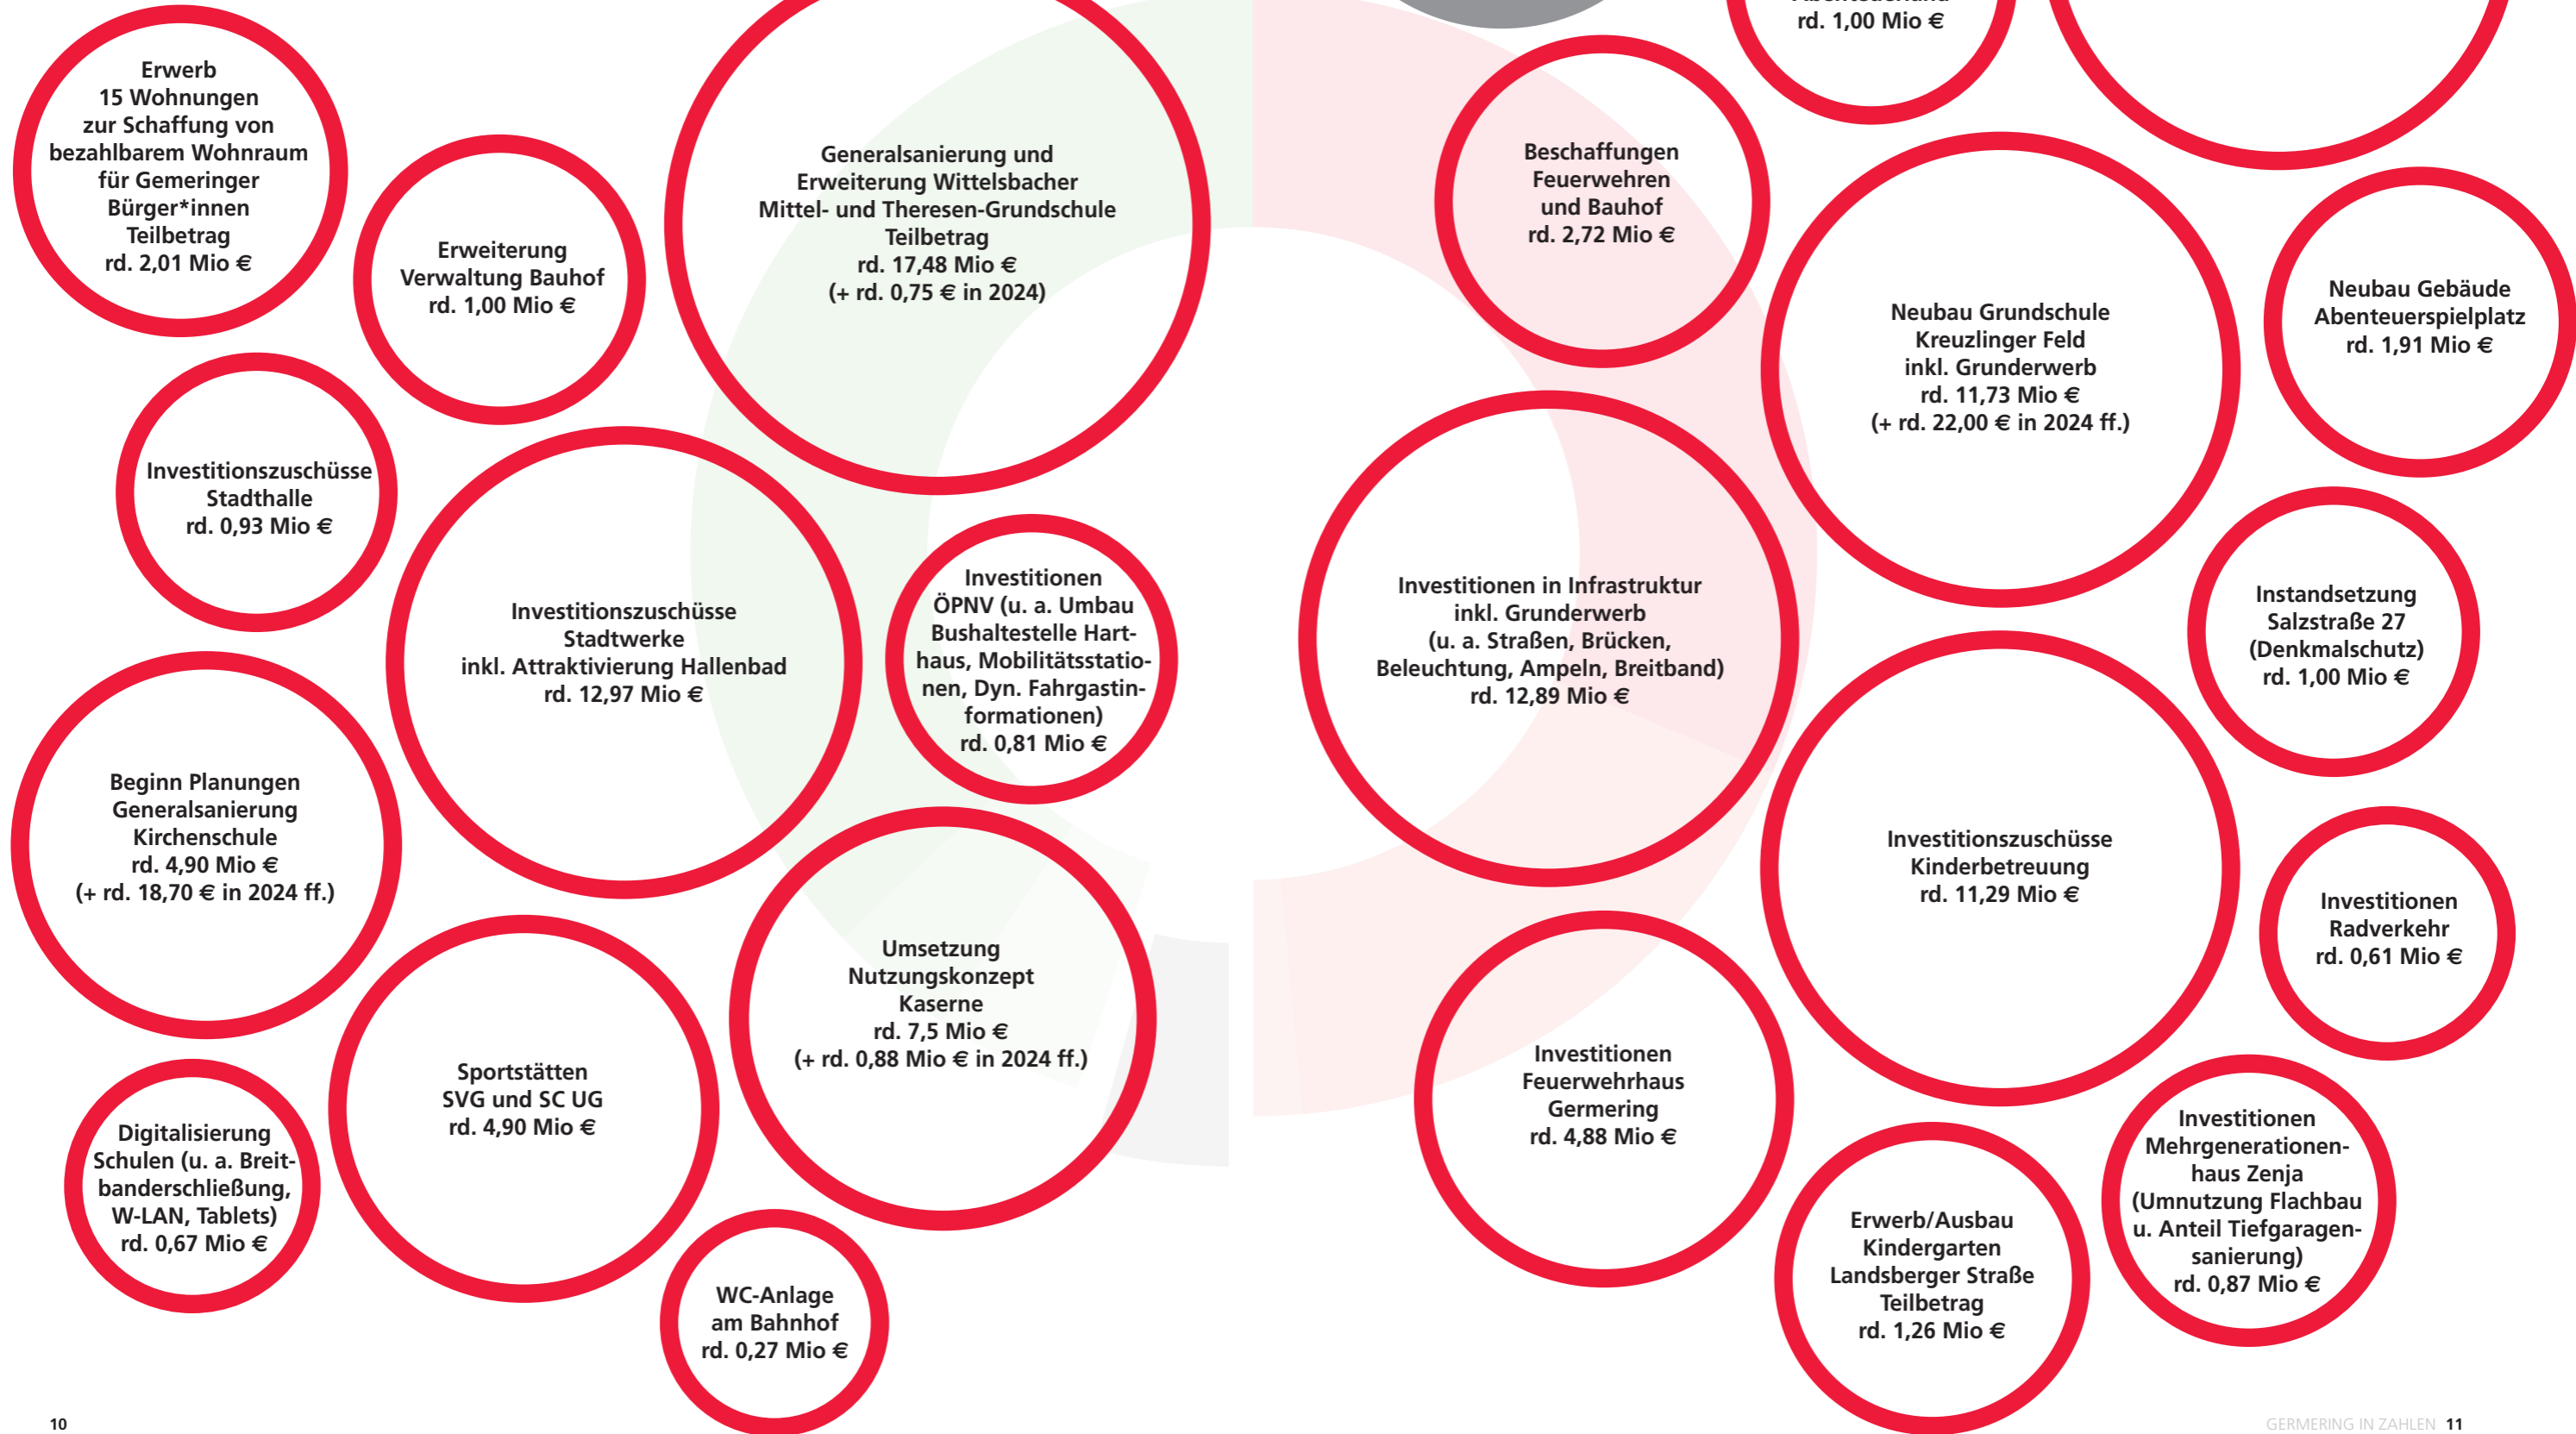 Erwerb
15 Wohnungen
zur Schaffung von
bezahlbarem Wohnraum
für Gemeringer
Bürger*innen
Teilbetrag
rd. 2,01 Mio €
Erweiterung
Verwaltung Bauhof
rd. 1,00 Mio €
Generalsanierung und
Erweiterung Wittelsbacher
Mittel- und Theresen-Grundschule
Teilbetrag
rd. 17,48 Mio €
(+ rd. 0,75 € in 2024)
Investitionszuschüsse
Stadthalle
rd. 0,93 Mio €
Investitionszuschüsse
Stadtwerke
inkl. Attraktivierung Hallenbad
rd. 12,97 Mio €
Investitionen
ÖPNV (u. a. Umbau
Bushaltestelle Hart-
haus, Mobilitätsstatio-
nen, Dyn. Fahrgastin-
formationen)
rd. 0,81 Mio €
Beginn Planungen
Generalsanierung
Kirchenschule
rd. 4,90 Mio €
(+ rd. 18,70 € in 2024 ff.)
Umsetzung
Nutzungskonzept
Kaserne
rd. 7,5 Mio €
(+ rd. 0,88 Mio € in 2024 ff.)
Sportstätten
SVG und SC UG
rd. 4,90 Mio €
Digitalisierung
Schulen (u. a. Breit-
banderschließung,
W-LAN, Tablets)
rd. 0,67 Mio €
WC-Anlage
am Bahnhof
rd. 0,27 Mio €
10
rd. 1,00 Mio €
Beschaffungen
Feuerwehren
und Bauhof
rd. 2,72 Mio €
Neubau Grundschule
Kreuzlinger Feld
inkl. Grunderwerb
rd. 11,73 Mio €
(+ rd. 22,00 € in 2024 ff.)
Neubau Gebäude
Abenteuerspielplatz
rd. 1,91 Mio €
Investitionen in Infrastruktur
inkl. Grunderwerb
(u. a. Straßen, Brücken,
Beleuchtung, Ampeln, Breitband)
rd. 12,89 Mio €
Instandsetzung
Salzstraße 27
(Denkmalschutz)
rd. 1,00 Mio €
Investitionszuschüsse
Kinderbetreuung
rd. 11,29 Mio €
Investitionen
Radverkehr
rd. 0,61 Mio €
Investitionen
Feuerwehrhaus
Germering
rd. 4,88 Mio €
Investitionen
Mehrgenerationen-
haus Zenja
(Umnutzung Flachbau
u. Anteil Tiefgaragen-
sanierung)
rd. 0,87 Mio €
Erwerb/Ausbau
Kindergarten
Landsberger Straße
Teilbetrag
rd. 1,26 Mio €
GERMERING IN ZAHLEN 11